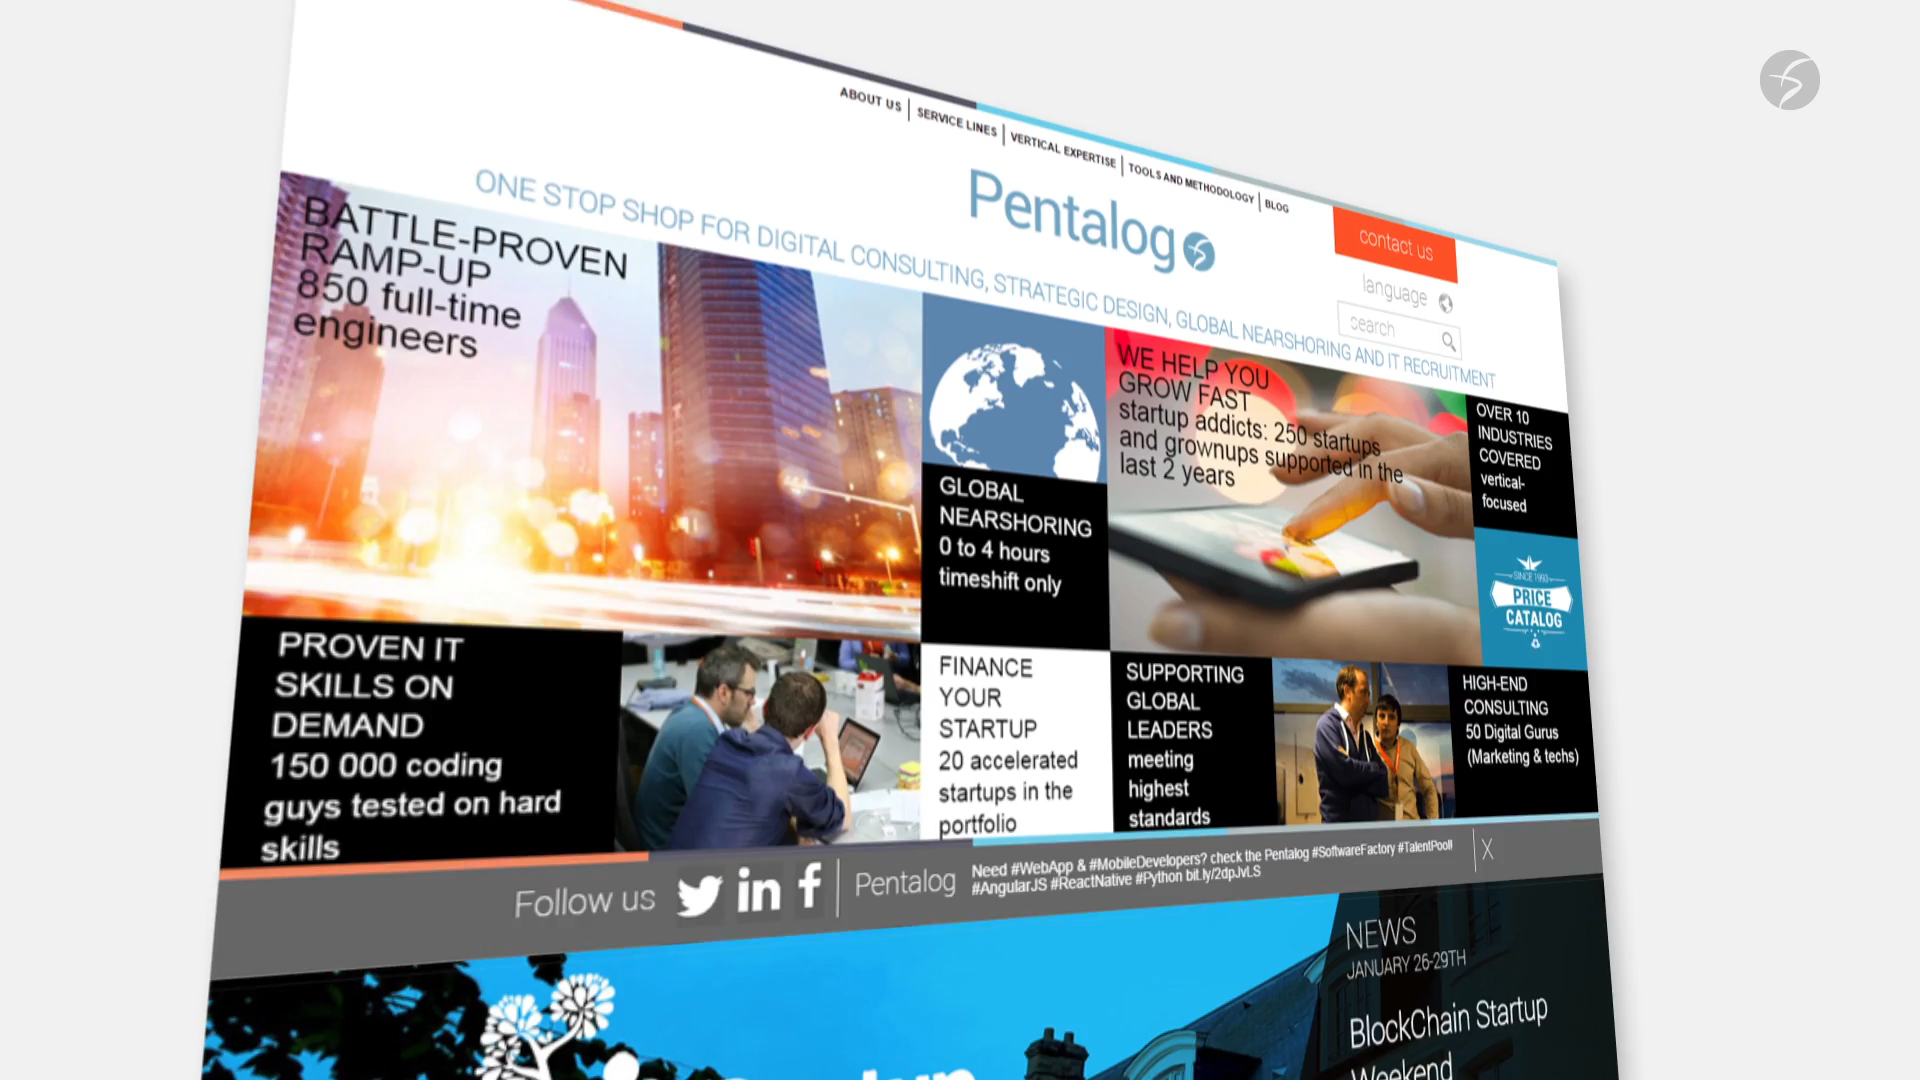 ABOUT US
SERVICE LINES
VERTICAL EXPERTISE
TOOLS AND METHODOLOGY
BLOG
Pentalog
contact us
language
search
ONE STOP SHOP FOR DIGITAL CONSULTING, STRATEGIC DESIGN, GLOBAL NEARSHORING AND IT RECRUITMENT
BATTLE-PROVEN
RAMP-UP
850 full-time
engineers
GLOBAL
NEARSHORING
0 to 4 hours
timeshift only
WE HELP YOU
GROW FAST
startup addicts: 250 startups
and grownups supported in the
last 2 years
OVER 10
INDUSTRIES
COVERED
vertical-
focused
SINCE 1993
PRICE
CATALOG
PROVEN IT
SKILLS ON
DEMAND
150 000 coding
guys tested on hard
skills
FINANCE
YOUR
STARTUP
20 accelerated
startups in the
portfolio
SUPPORTING
GLOBAL
LEADERS
meeting
highest
standards
HIGH-END
CONSULTING
50 Digital Gurus
(Marketing & techs)
Follow us
Pentalog
Need #WebApp & #MobileDevelopers? check the Pentalog #SoftwareFactory #TalentPool!
#AngularJS #ReactNative #Python bit.ly/2dpJvLS
X
NEWS
JANUARY 26-29TH
BlockChain Startup
Weekend